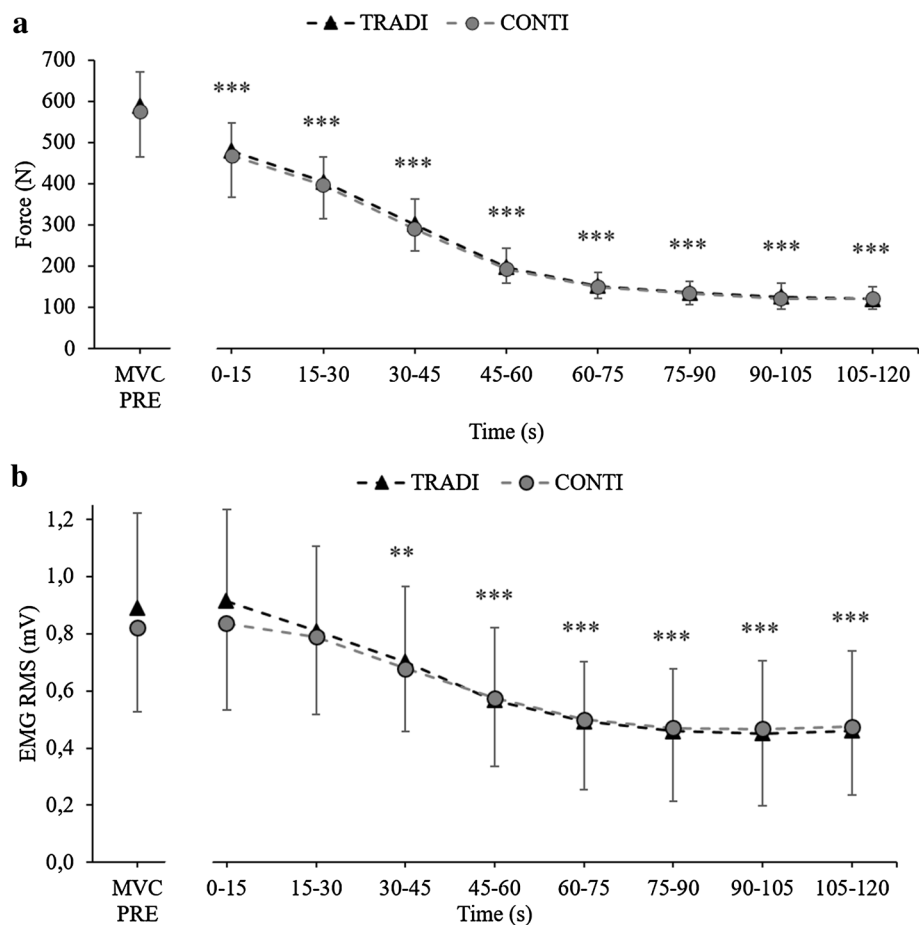 a
TRADI CONTI
700
600
500
400
300
200
100
0
Force (N)
***
***
***
***
***
***
***
***
MVC PRE
0-15 15-30 30-45 45-60 60-75 75-90 90-105 105-120
Time (s)
b
TRADI CONTI
1,2
1,0
0,8
0,6
0,4
0,2
0,0
EMG RMS (mV)
**
***
***
***
***
***
MVC PRE
0-15 15-30 30-45 45-60 60-75 75-90 90-105 105-120
Time (s)